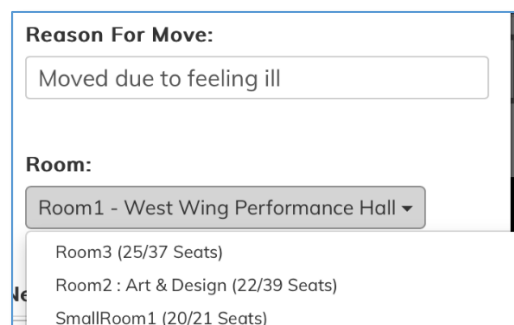 Reason For Move:
Moved due to feeling ill
Room:
Room1 - West Wing Performance Hall
Room3 (25/37 Seats)
Room2 : Art & Design (22/39 Seats)
SmallRoom1 (20/21 Seats)